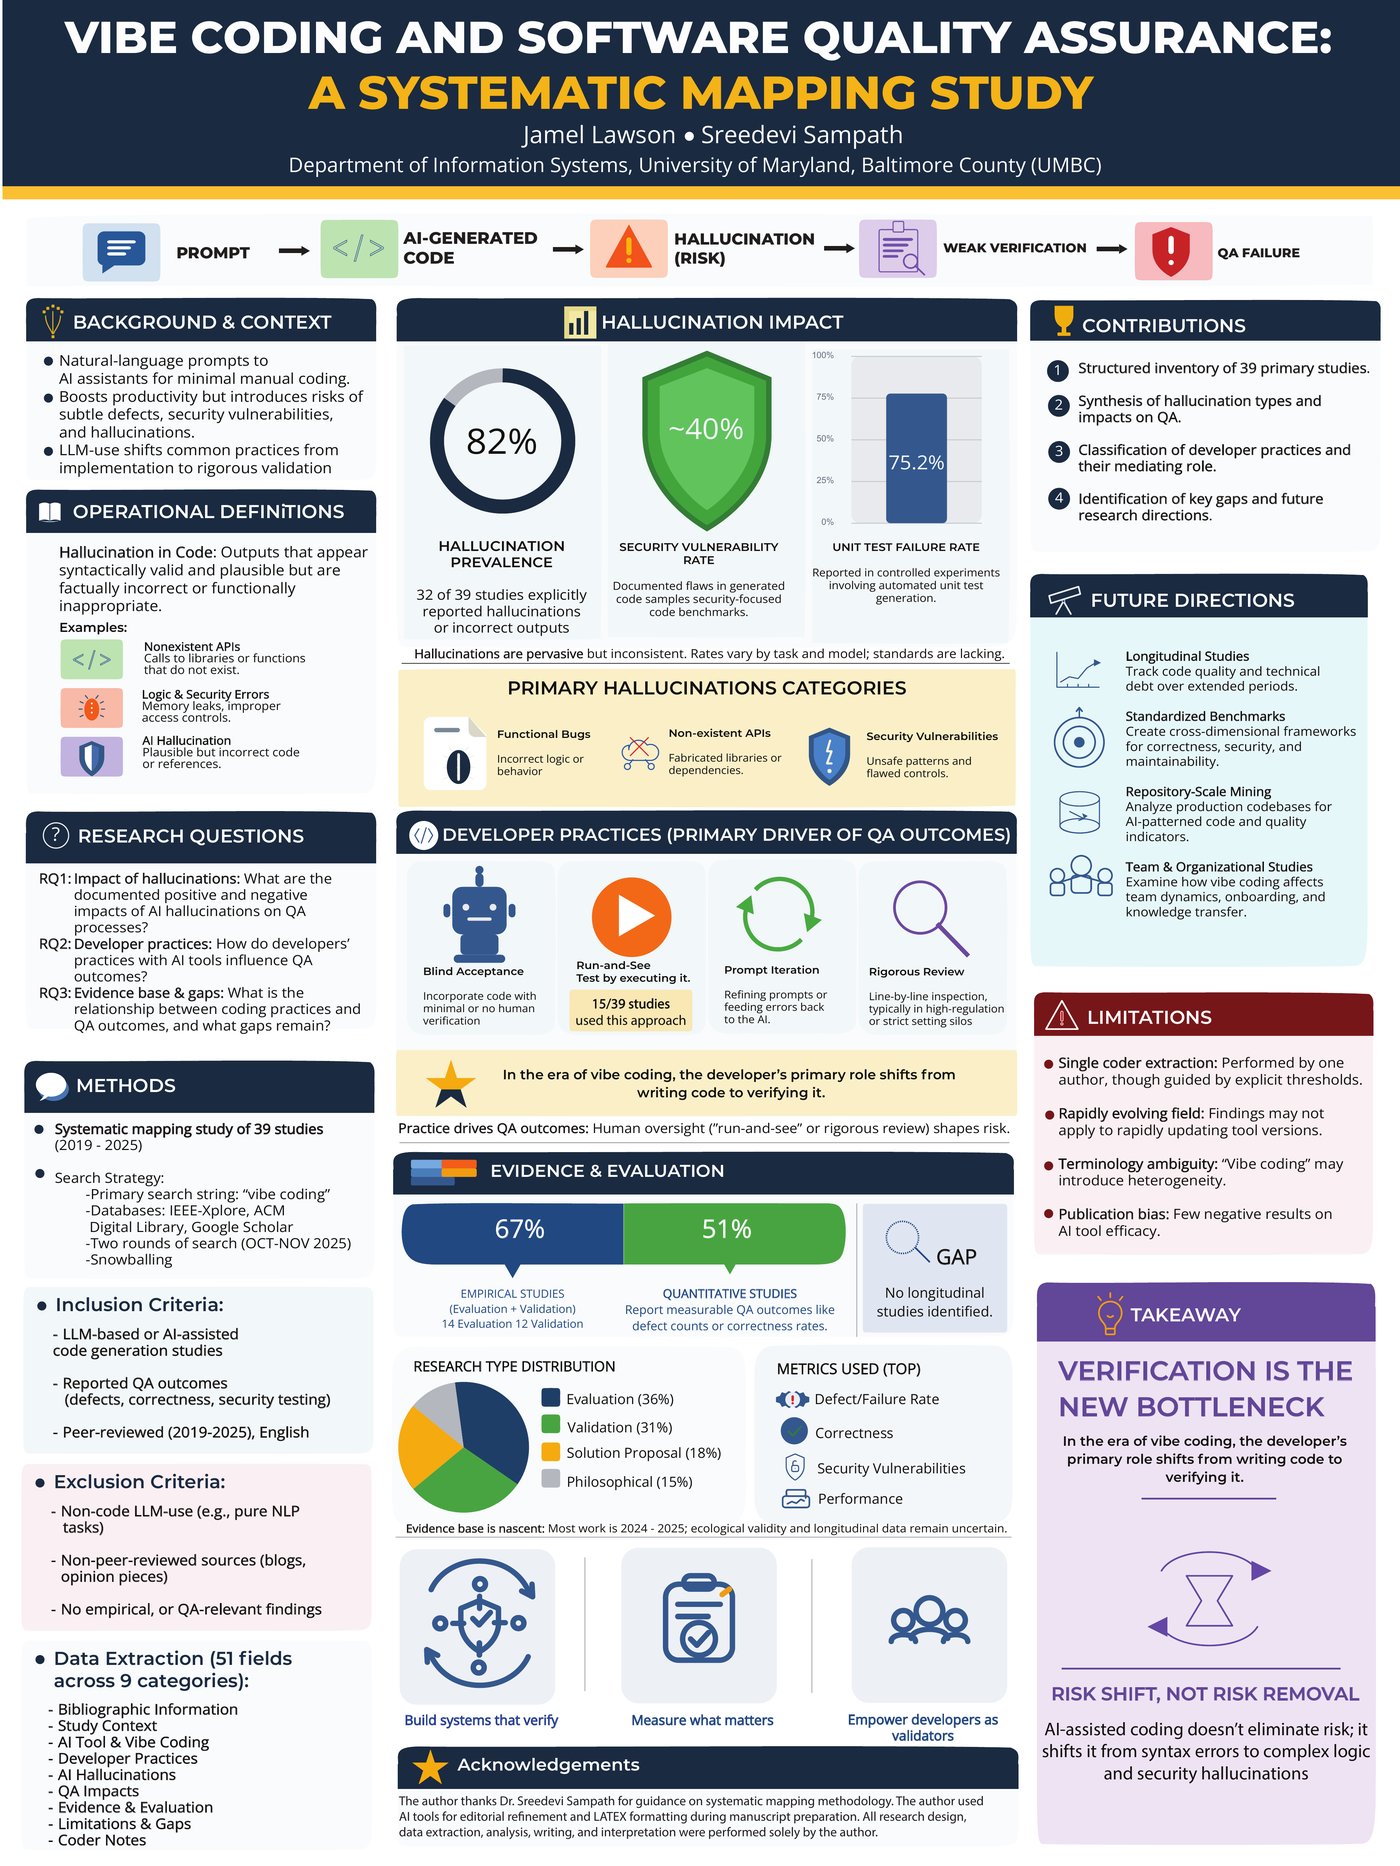 VIBE CODING AND SOFTWARE QUALITY ASSURANCE:
A SYSTEMATIC MAPPING STUDY
Jamel Lawson • Sreedevi Sampath
Department of Information Systems, University of Maryland, Baltimore County (UMBC)
PROMPT
</>
AI-GENERATED
CODE
HALLUCINATION
(RISK)
WEAK VERIFICATION
QA FAILURE
BACKGROUND & CONTEXT
• Natural-language prompts to
AI assistants for minimal manual coding.
• Boosts productivity but introduces risks of
subtle defects, security vulnerabilities,
and hallucinations.
• LLM-use shifts common practices from
implementation to rigorous validation
OPERATIONAL DEFINiTIONS
Hallucination in Code: Outputs that appear
syntactically valid and plausible but are
factually incorrect or functionally
inappropriate.
Examples:
</>
Nonexistent APIs
Calls to libraries or functions
that do not exist.
Logic & Security Errors
Memory leaks, improper
access controls.
AI Hallucination
Plausible but incorrect code
or references.
? RESEARCH QUESTIONS
RQ1: Impact of hallucinations: What are the
documented positive and negative
impacts of AI hallucinations on QA
processes?
RQ2: Developer practices: How do developers’
practices with AI tools influence QA
outcomes?
RQ3: Evidence base & gaps: What is the
relationship between coding practices and
QA outcomes, and what gaps remain?
METHODS
• Systematic mapping study of 39 studies
(2019 - 2025)
• Search Strategy:
-Primary search string: “vibe coding”
-Databases: IEEE-Xplore, ACM
Digital Library, Google Scholar
-Two rounds of search (OCT-NOV 2025)
-Snowballing
• Inclusion Criteria:
- LLM-based or AI-assisted
code generation studies
- Reported QA outcomes
(defects, correctness, security testing)
- Peer-reviewed (2019-2025), English
• Exclusion Criteria:
- Non-code LLM-use (e.g., pure NLP
tasks)
- Non-peer-reviewed sources (blogs,
opinion pieces)
- No empirical, or QA-relevant findings
• Data Extraction (51 fields
across 9 categories):
- Bibliographic Information
- Study Context
- AI Tool & Vibe Coding
- Developer Practices
- AI Hallucinations
- QA Impacts
- Evidence & Evaluation
- Limitations & Gaps
- Coder Notes
HALLUCINATION IMPACT
82%
HALLUCINATION
PREVALENCE
32 of 39 studies explicitly
reported hallucinations
or incorrect outputs
~40%
SECURITY VULNERABILITY
RATE
Documented flaws in generated
code samples security-focused
code benchmarks.
100%
75%
50%
25%
0%
75.2%
UNIT TEST FAILURE RATE
Reported in controlled experiments
involving automated unit test
generation.
Hallucinations are pervasive but inconsistent. Rates vary by task and model; standards are lacking.
PRIMARY HALLUCINATIONS CATEGORIES
Functional Bugs
Incorrect logic or
behavior
Non-existent APIs
Fabricated libraries or
dependencies.
Security Vulnerabilities
Unsafe patterns and
flawed controls.
</> DEVELOPER PRACTICES (PRIMARY DRIVER OF QA OUTCOMES)
Blind Acceptance
Incorporate code with
minimal or no human
verification
Run-and-See
Test by executing it.
15/39 studies
used this approach
Prompt Iteration
Refining prompts or
feeding errors back
to the AI.
Rigorous Review
Line-by-line inspection,
typically in high-regulation
or strict setting silos
In the era of vibe coding, the developer’s primary role shifts from
writing code to verifying it.
Practice drives QA outcomes: Human oversight (”run-and-see” or rigorous review) shapes risk.
EVIDENCE & EVALUATION
67%
51%
EMPIRICAL STUDIES
(Evaluation + Validation)
14 Evaluation 12 Validation
QUANTITATIVE STUDIES
Report measurable QA outcomes like
defect counts or correctness rates.
GAP
No longitudinal
studies identified.
RESEARCH TYPE DISTRIBUTION
Evaluation (36%)
Validation (31%)
Solution Proposal (18%)
Philosophical (15%)
METRICS USED (TOP)
Defect/Failure Rate
Correctness
Security Vulnerabilities
Performance
Evidence base is nascent: Most work is 2024 - 2025; ecological validity and longitudinal data remain uncertain.
Build systems that verify
Measure what matters
Empower developers as
validators
Acknowledgements
The author thanks Dr. Sreedevi Sampath for guidance on systematic mapping methodology. The author used
AI tools for editorial refinement and LATEX formatting during manuscript preparation. All research design,
data extraction, analysis, writing, and interpretation were performed solely by the author.
CONTRIBUTIONS
1 Structured inventory of 39 primary studies.
2 Synthesis of hallucination types and
impacts on QA.
3 Classification of developer practices and
their mediating role.
4 Identification of key gaps and future
research directions.
FUTURE DIRECTIONS
Longitudinal Studies
Track code quality and technical
debt over extended periods.
Standardized Benchmarks
Create cross-dimensional frameworks
for correctness, security, and
maintainability.
Repository-Scale Mining
Analyze production codebases for
AI-patterned code and quality
indicators.
Team & Organizational Studies
Examine how vibe coding affects
team dynamics, onboarding, and
knowledge transfer.
LIMITATIONS
• Single coder extraction: Performed by one
author, though guided by explicit thresholds.
• Rapidly evolving field: Findings may not
apply to rapidly updating tool versions.
• Terminology ambiguity: “Vibe coding” may
introduce heterogeneity.
• Publication bias: Few negative results on
AI tool efficacy.
TAKEAWAY
VERIFICATION IS THE
NEW BOTTLENECK
In the era of vibe coding, the developer’s
primary role shifts from writing code to
verifying it.
RISK SHIFT, NOT RISK REMOVAL
AI-assisted coding doesn’t eliminate risk; it
shifts it from syntax errors to complex logic
and security hallucinations